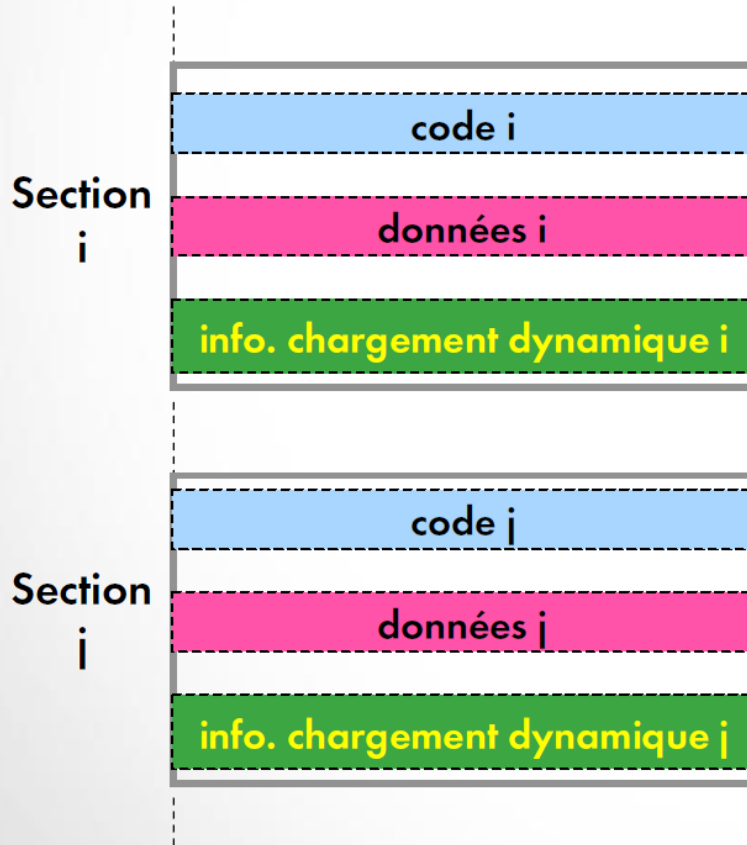 Section
i
code i
données i
info. chargement dynamique i
Section
j
code j
données j
info. chargement dynamique j